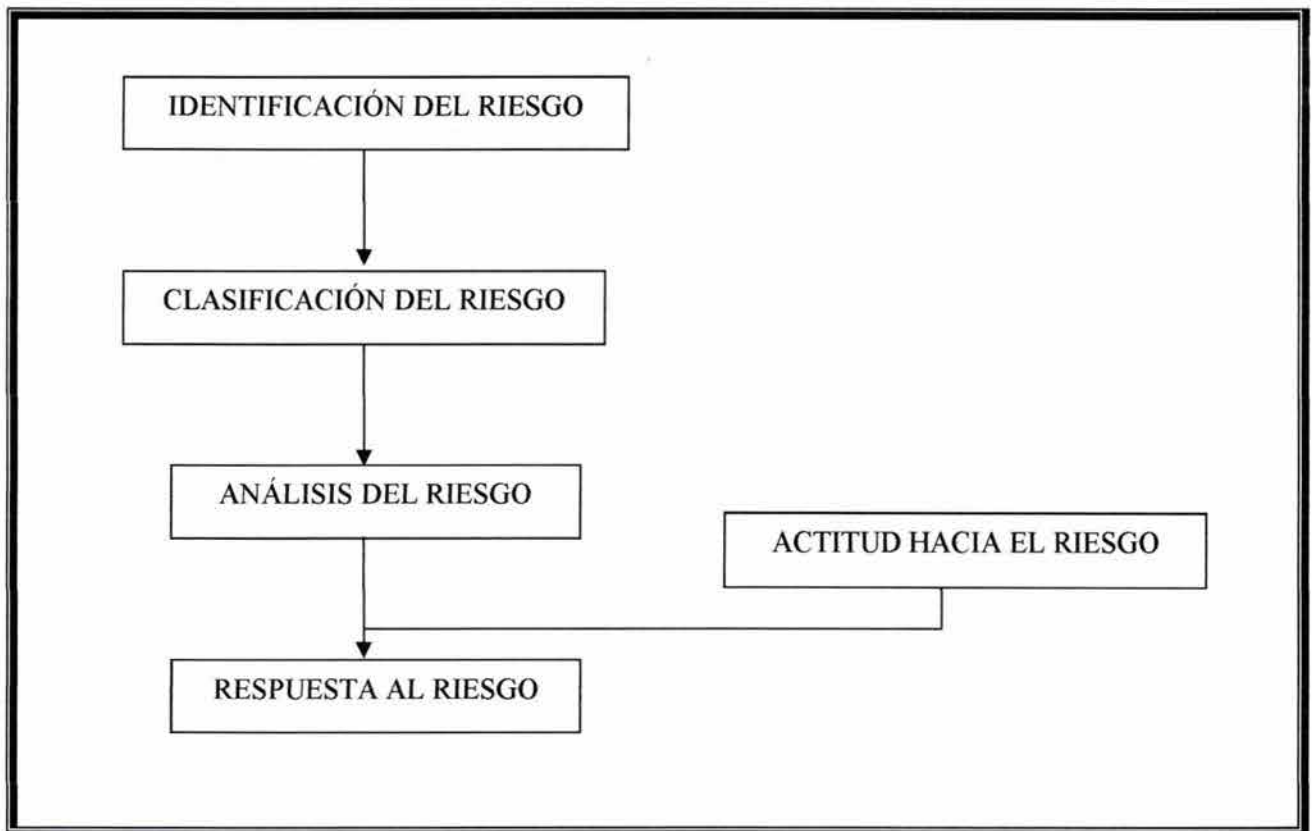 IDENTIFICACIÓN DEL RIESGO
CLASIFICACIÓN DEL RIESGO
ANÁLISIS DEL RIESGO
ACTITUD HACIA EL RIESGO
RESPUESTA AL RIESGO